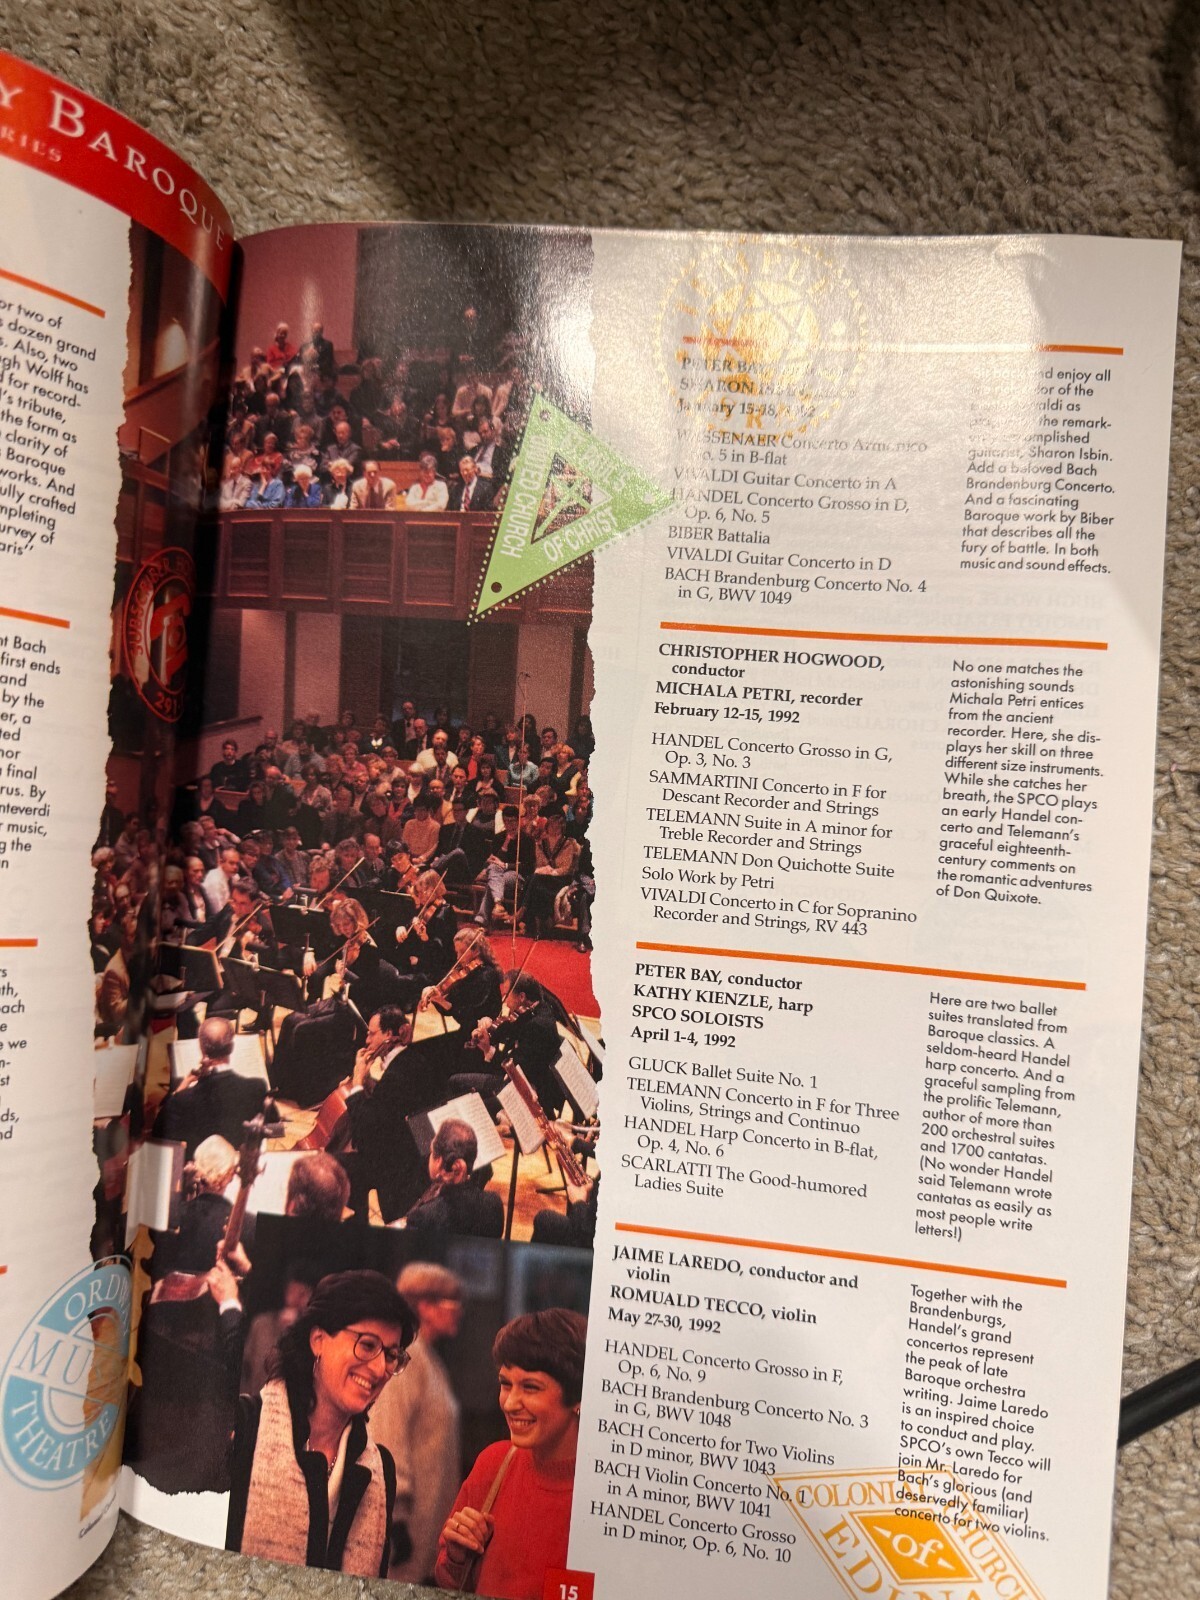 Y BAROQUE
RIES
or two of
dozen grand
s. Also, two
gh Wolff has
d for record-
l's tribute,
the form as
clarity of
s Baroque
works. And
fully crafted
mpleting
urvey of
aris"
nt Bach
first ends
and
by the
er, a
ted
nor
final
rus. By
nteverdi
r music,
g the
n
rs
th,
ach
e
e we
n-
st
ds,
nd
ORDW
MU
THEATRE
UNITED CHURCH
OF CHRIST
291
PETER BAY,
SHARON
January 15-18, 1992
WASSENAER Concerto Armonico
No. 5 in B-flat
VIVALDI Guitar Concerto in A
HANDEL Concerto Grosso in D,
Op. 6, No. 5
BIBER Battalia
VIVALDI Guitar Concerto in D
BACH Brandenburg Concerto No. 4
in G, BWV 1049
nd enjoy all
or of the
aldi as
the remark-
omplished
guitarist, Sharon Isbin.
Add a beloved Bach
Brandenburg Concerto.
And a fascinating
Baroque work by Biber
that describes all the
fury of battle. In both
music and sound effects.
CHRISTOPHER HOGWOOD,
conductor
MICHALA PETRI, recorder
February 12-15, 1992
HANDEL Concerto Grosso in G,
Op. 3, No. 3
SAMMARTINI Concerto in F for
Descant Recorder and Strings
TELEMANN Suite in A minor for
Treble Recorder and Strings
TELEMANN Don Quichotte Suite
Solo Work by Petri
VIVALDI Concerto in C for Sopranino
Recorder and Strings, RV 443
No one matches the
astonishing sounds
Michala Petri entices
from the ancient
recorder. Here, she dis-
plays her skill on three
different size instruments.
While she catches her
breath, the SPCO plays
an early Handel con-
certo and Telemann's
graceful eighteenth-
century comments on
the romantic adventures
of Don Quixote.
PETER BAY, conductor
KATHY KIENZLE, harp
SPCO SOLOISTS
April 1-4, 1992
GLUCK Ballet Suite No. 1
TELEMANN Concerto in F for Three
Violins, Strings and Continuo
HANDEL Harp Concerto in B-flat,
Op. 4, No. 6
SCARLATTI The Good-humored
Ladies Suite
Here are two ballet
suites translated from
Baroque classics. A
seldom-heard Handel
harp concerto. And a
graceful sampling from
the prolific Telemann,
author of more than
200 orchestral suites
and 1700 cantatas.
(No wonder Handel
said Telemann wrote
cantatas as easily as
most people write
letters!)
JAIME LAREDO, conductor and
violin
ROMUALD TECCO, violin
May 27-30, 1992
HANDEL Concerto Grosso in F,
Op. 6, No. 9
BACH Brandenburg Concerto No. 3
in G, BWV 1048
BACH Concerto for Two Violins
in D minor, BWV 1043
BACH Violin Concerto No. 1
in A minor, BWV 1041
HANDEL Concerto Grosso
in D minor, Op. 6, No. 10
Together with the
Brandenburgs,
Handel's grand
concertos represent
the peak of late
Baroque orchestra
writing. Jaime Laredo
is an inspired choice
to conduct and play.
SPCO's own Tecco will
join Mr. Laredo for
Bach's glorious (and
deservedly familiar)
concerto for two violins.
COLONIAL CHURCH
of
EDINA
15